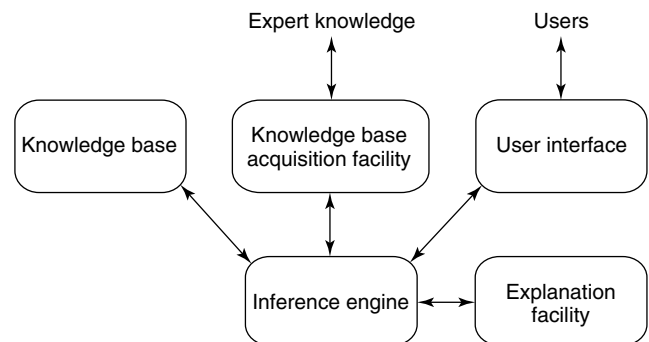 Expert knowledge
Users
Knowledge base
Knowledge base
acquisition facility
User interface
Inference engine
Explanation
facility